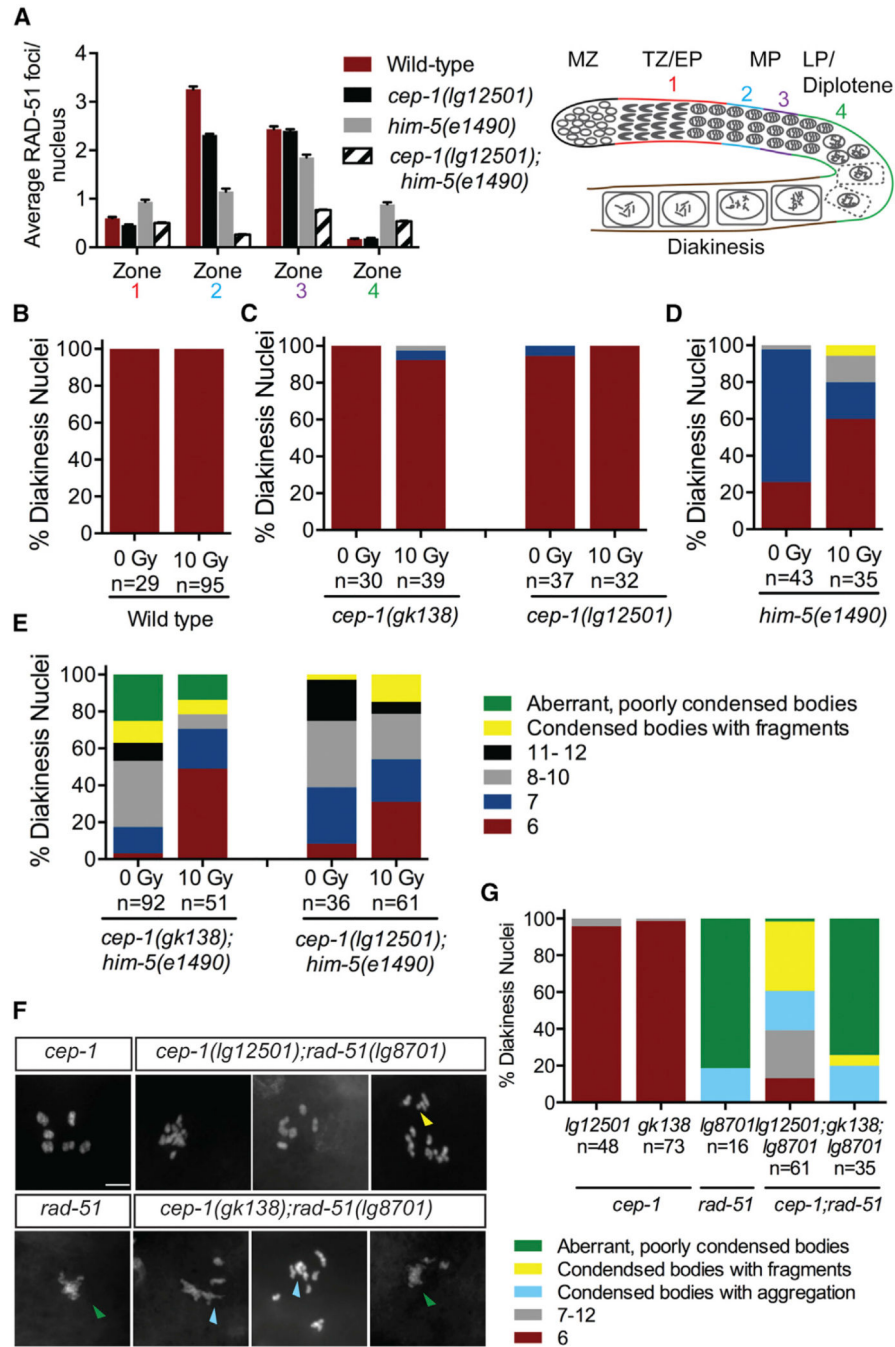 A
Average RAD-51 foci/
nucleus
4
3
2
1
0
Zone
1
Zone
2
Zone
3
Zone
4
Wild-type
cep-1(lg12501)
him-5(e1490)
cep-1(lg12501);
him-5(e1490)
MZ
TZ/EP
MP
LP/
Diplotene
1
2
3
4
Diakinesis
B
% Diakinesis Nuclei
100
80
60
40
20
0
0 Gy
n=29
10 Gy
n=95
Wild type
C
% Diakinesis Nuclei
100
80
60
40
20
0
0 Gy
n=30
10 Gy
n=39
0 Gy
n=37
10 Gy
n=32
cep-1(gk138)
cep-1(lg12501)
D
% Diakinesis Nuclei
100
80
60
40
20
0
0 Gy
n=43
10 Gy
n=35
him-5(e1490)
E
% Diakinesis Nuclei
100
80
60
40
20
0
0 Gy
n=92
10 Gy
n=51
0 Gy
n=36
10 Gy
n=61
cep-1(gk138);
him-5(e1490)
cep-1(lg12501);
him-5(e1490)
Aberrant, poorly condensed bodies
Condensed bodies with fragments
11- 12
8-10
7
6
F
cep-1
cep-1(lg12501);rad-51(lg8701)
rad-51
cep-1(gk138);rad-51(lg8701)
G
% Diakinesis Nuclei
100
80
60
40
20
0
lg12501
n=48
gk138
n=73
lg8701
n=16
lg12501;
lg8701
n=61
gk138;
lg8701
n=35
cep-1
rad-51
cep-1;rad-51
Aberrant, poorly condensed bodies
Condendsed bodies with fragments
Condensed bodies with aggregation
7-12
6